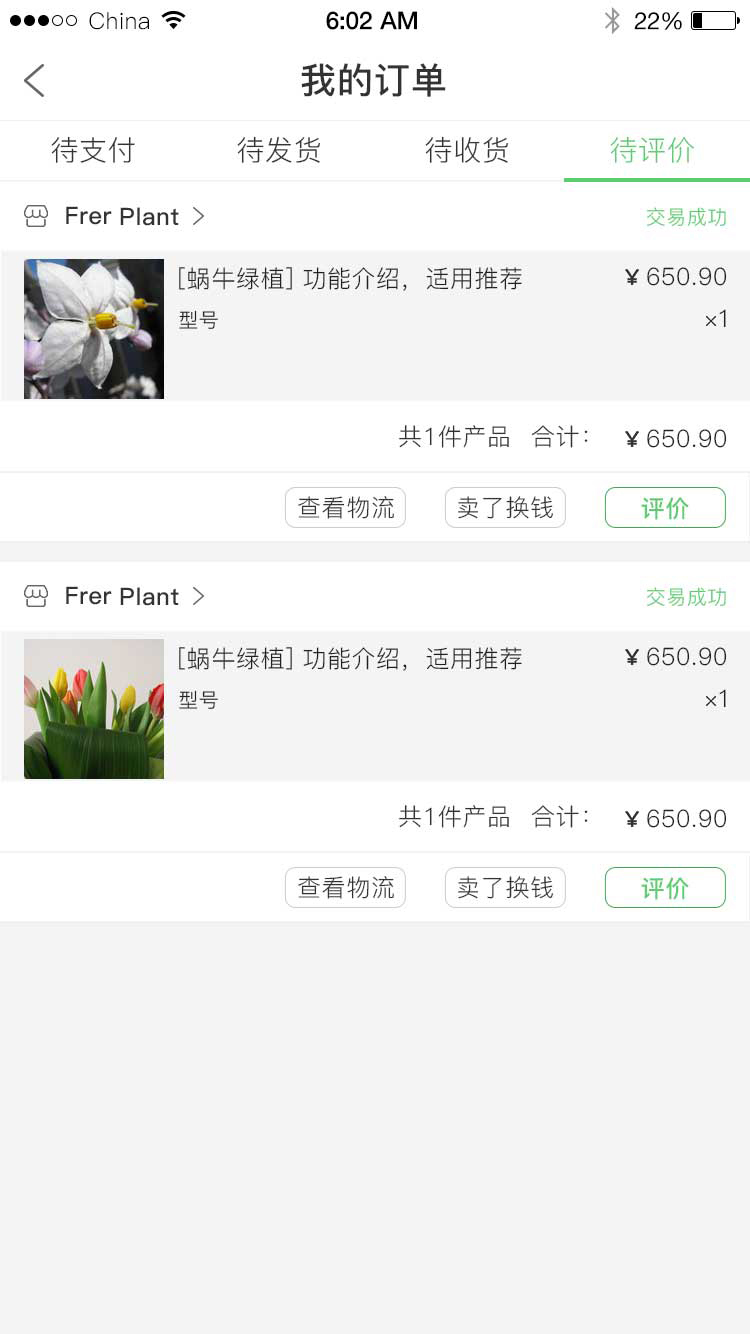 China 6:02 AM 22%
我的订单
待支付 待发货 待收货 待评价
Frer Plant 交易成功
[蜗牛绿植] 功能介绍，适用推荐 ¥ 650.90
型号 ×1
共1件产品 合计： ¥ 650.90
查看物流 卖了换钱 评价
Frer Plant 交易成功
[蜗牛绿植] 功能介绍，适用推荐 ¥ 650.90
型号 ×1
共1件产品 合计： ¥ 650.90
查看物流 卖了换钱 评价